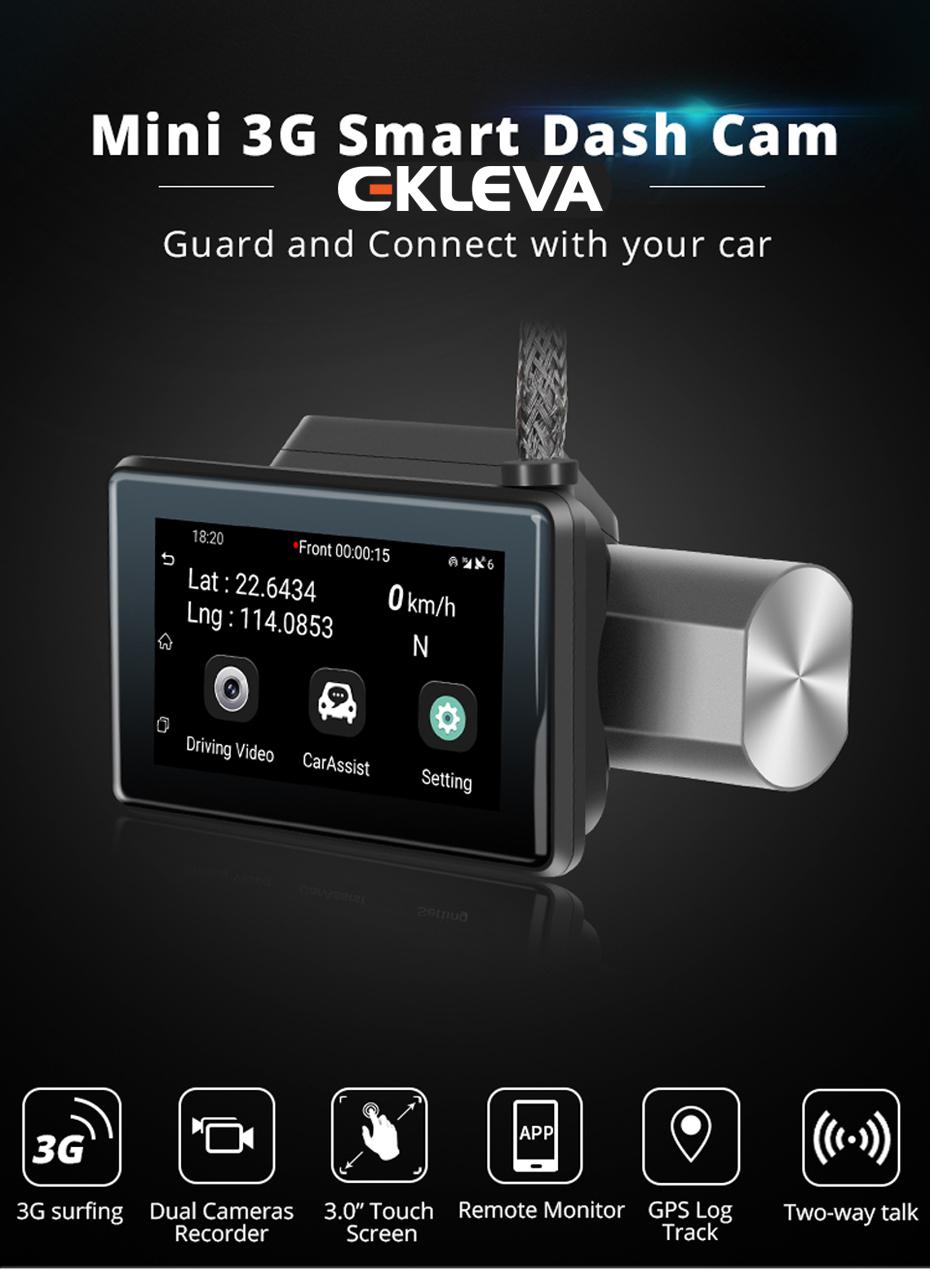 Mini 3G Smart Dash Cam
EKLEVA
Guard and Connect with your car
18:20
Front 00:00:15
6
Lat : 22.6434
0 km/h
Lng : 114.0853
N
Driving Video
CarAssist
Setting
3G
APP
3G surfing
Dual Cameras
Recorder
3.0” Touch
Screen
Remote Monitor
GPS Log
Track
Two-way talk